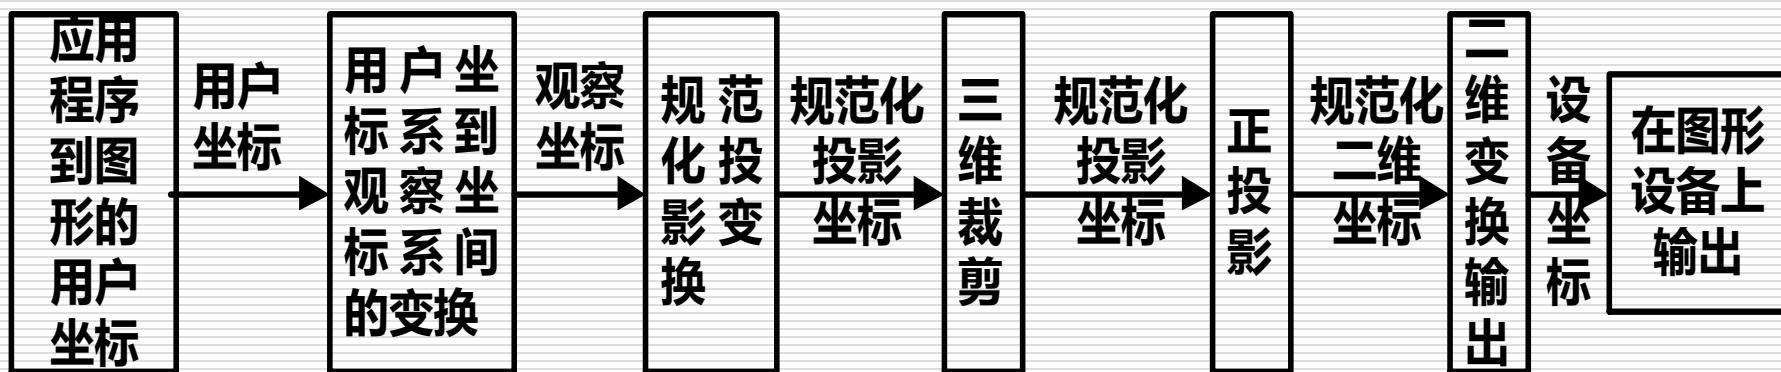 应用
程序
到图
形的
用户
坐标
用户
坐标
用户坐
标系到
观察坐
标系间
的变换
观察
坐标
规范
化投
影变
换
规范化
投影
坐标
三
维
裁
剪
规范化
投影
坐标
正
投
影
规范化
二维
坐标
二
维
变
换
输
出
设
备
坐
标
在图形
设备上
输出